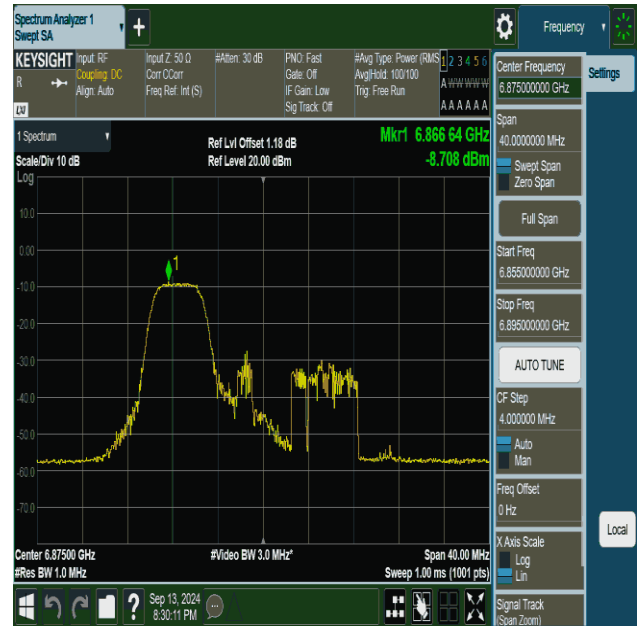 Spectrum Analyzer 1
Swept SA
+
Frequency
KEYSIGHT
R
LXI
Input: RF
Coupling: DC
Align: Auto
Input Z: 50 Ω
Corr CCorr
Freq Ref: Int (S)
#Atten: 30 dB
PNO: Fast
Gate: Off
IF Gain: Low
Sig Track: Off
#Avg Type: Power (RMS
Avg|Hold: 100/100
Trig: Free Run
1 2 3 4 5 6
A W W W W W
A A A A A A
Center Frequency
6.875000000 GHz
Settings
1 Spectrum
Scale/Div 10 dB
Log
Ref Lvl Offset 1.18 dB
Ref Level 20.00 dBm
Mkr1 6.866 64 GHz
-8.708 dBm
1
10.0
0.00
-10.0
-20.0
-30.0
-40.0
-50.0
-60.0
-70.0
Center 6.87500 GHz
#Res BW 1.0 MHz
#Video BW 3.0 MHz*
Span 40.00 MHz
Sweep 1.00 ms (1001 pts)
Span
40.0000000 MHz
Swept Span
Zero Span
Full Span
Start Freq
6.855000000 GHz
Stop Freq
6.895000000 GHz
AUTO TUNE
CF Step
4.000000 MHz
Auto
Man
Freq Offset
0 Hz
X Axis Scale
Log
Lin
Signal Track
(Span Zoom)
Local
?
Sep 13, 2024
8:30:11 PM